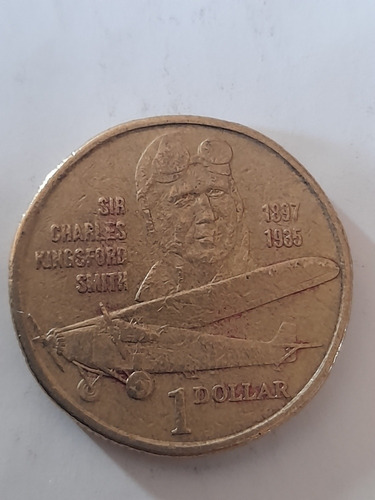 SIR
CHARLES
KINGSFORD
SMITH
1897
1935
1 DOLLAR